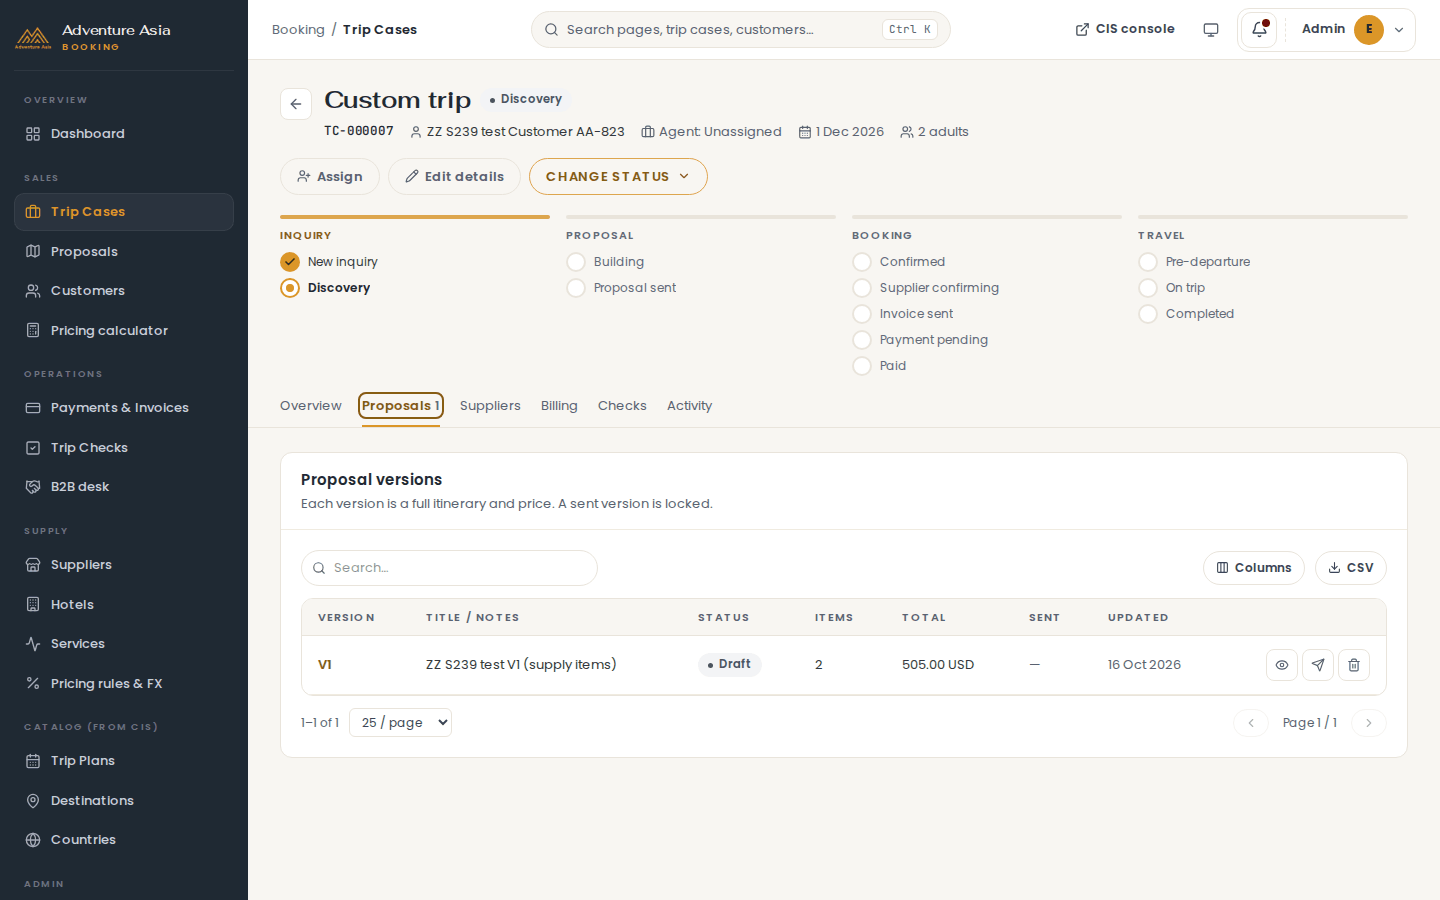 Adventure Asia
BOOKING
Adventure Asia
OVERVIEW
Dashboard
SALES
Trip Cases
Proposals
Customers
Pricing calculator
OPERATIONS
Payments & Invoices
Trip Checks
B2B desk
SUPPLY
Suppliers
Hotels
Services
Pricing rules & FX
CATALOG (FROM CIS)
Trip Plans
Destinations
Countries
ADMIN
Booking / Trip Cases
Search pages, trip cases, customers...
Ctrl K
CIS console
Admin
E
Custom trip
Discovery
TC-000007
ZZ S239 test Customer AA-823
Agent: Unassigned
1 Dec 2026
2 adults
Assign
Edit details
CHANGE STATUS
INQUIRY
New inquiry
Discovery
PROPOSAL
Building
Proposal sent
BOOKING
Confirmed
Supplier confirming
Invoice sent
Payment pending
Paid
TRAVEL
Pre-departure
On trip
Completed
Overview
Proposals 1
Suppliers
Billing
Checks
Activity
Proposal versions
Each version is a full itinerary and price. A sent version is locked.
Search...
Columns
CSV
VERSION TITLE / NOTES STATUS ITEMS TOTAL SENT UPDATED
V1 ZZ S239 test V1 (supply items) Draft 2 505.00 USD — 16 Oct 2026
1–1 of 1
25 / page
Page 1 / 1